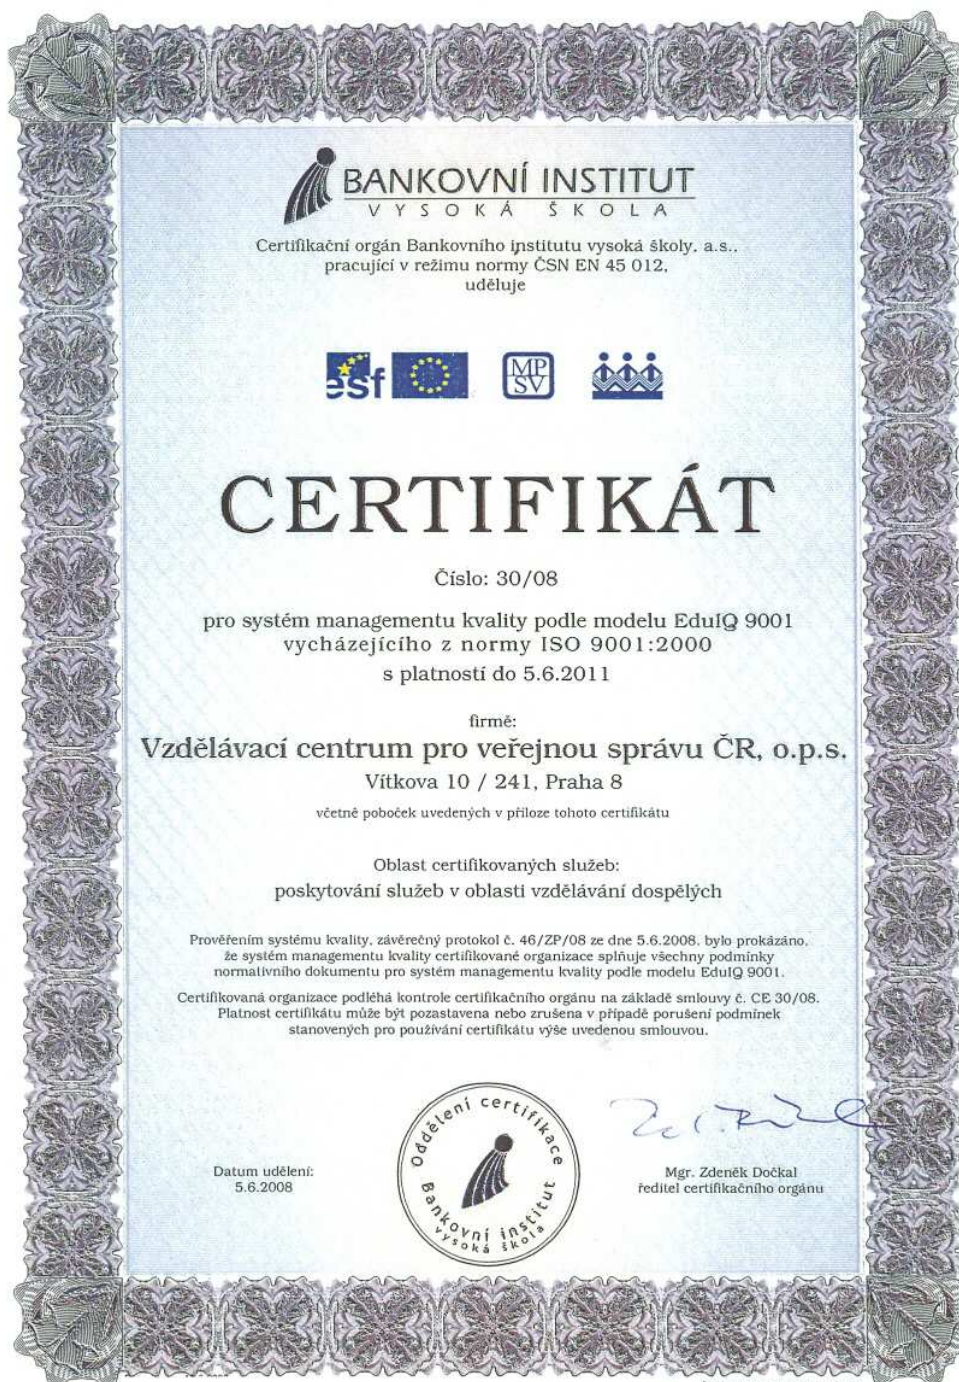 BANKOVNÍ INSTITUT
VYSOKÁ ŠKOLA
Certifikační orgán Bankovního institutu vysoká školy, a.s.,
pracující v režimu normy ČSN EN 45 012,
uděluje
esf
MP
SV
CERTIFIKÁT
Číslo: 30/08
pro systém managementu kvality podle modelu EduIQ 9001
vycházejícího z normy ISO 9001:2000
s platností do 5.6.2011
firmě:
Vzdělávací centrum pro veřejnou správu ČR, o.p.s.
Vítkova 10 / 241, Praha 8
včetně poboček uvedených v příloze tohoto certifikátu
Oblast certifikovaných služeb:
poskytování služeb v oblasti vzdělávání dospělých
Prověřením systému kvality, závěrečný protokol č. 46/ZP/08 ze dne 5.6.2008, bylo prokázáno,
že systém managementu kvality certifikované organizace splňuje všechny podmínky
normativního dokumentu pro systém managementu kvality podle modelu EduIQ 9001.
Certifikovaná organizace podléhá kontrole certifikačního orgánu na základě smlouvy č. CE 30/08.
Platnost certifikátu může být pozastavena nebo zrušena v případě porušení podmínek
stanovených pro používání certifikátu výše uvedenou smlouvou.
Datum udělení:
5.6.2008
Oddělení certifikace
Bankovní institut
vysoká škola
Mgr. Zdeněk Dočkal
ředitel certifikačního orgánu